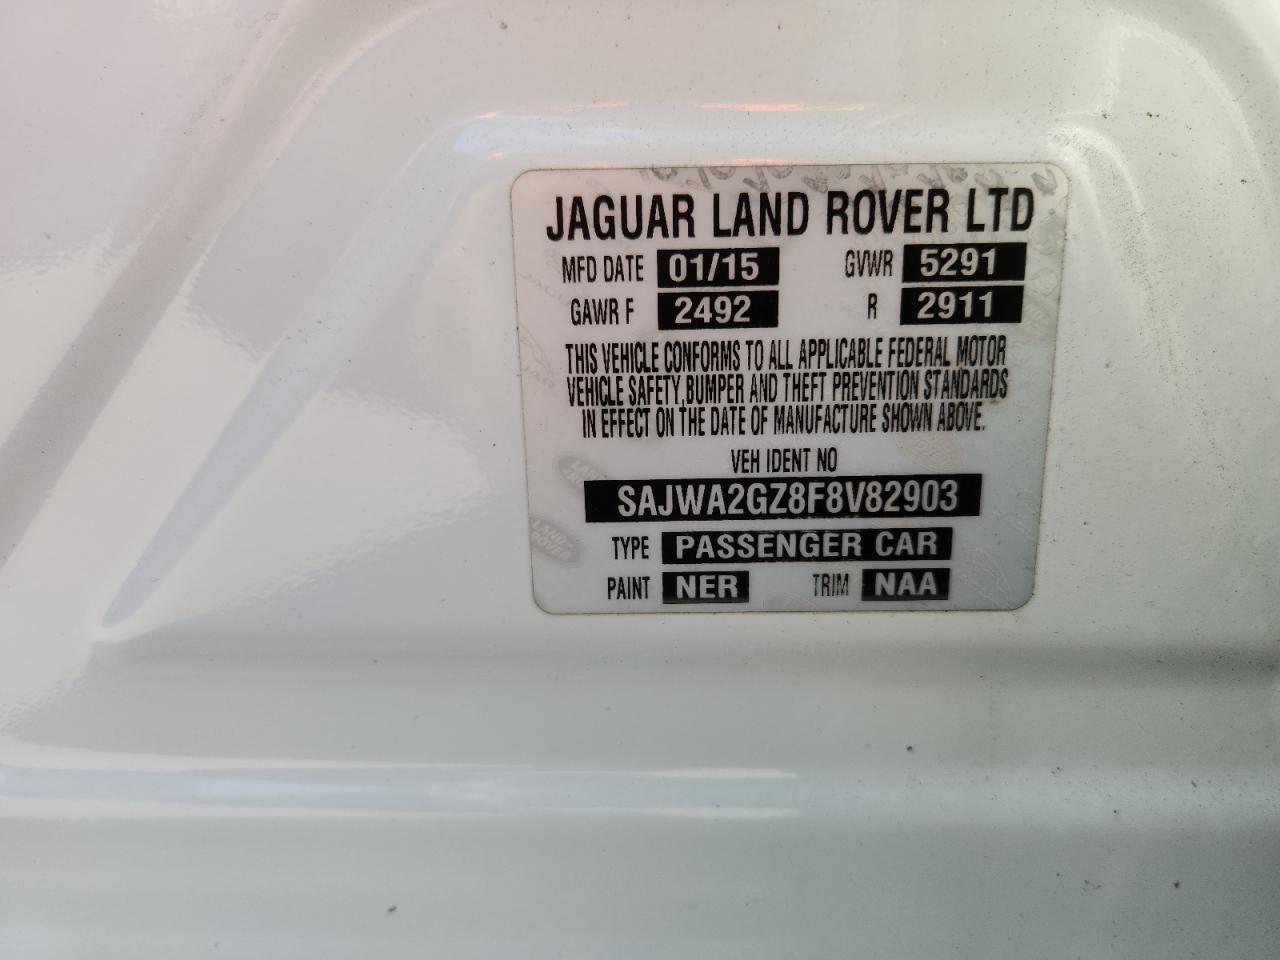 JAGUAR LAND ROVER LTD
MFD DATE 01/15 GVWR 5291
GAWR F 2492 R 2911
THIS VEHICLE CONFORMS TO ALL APPLICABLE FEDERAL MOTOR
VEHICLE SAFETY, BUMPER AND THEFT PREVENTION STANDARDS
IN EFFECT ON THE DATE OF MANUFACTURE SHOWN ABOVE.
VEH IDENT NO
SAJWA2GZ8F8V82903
TYPE PASSENGER CAR
PAINT NER TRIM NAA
LAND ROVER